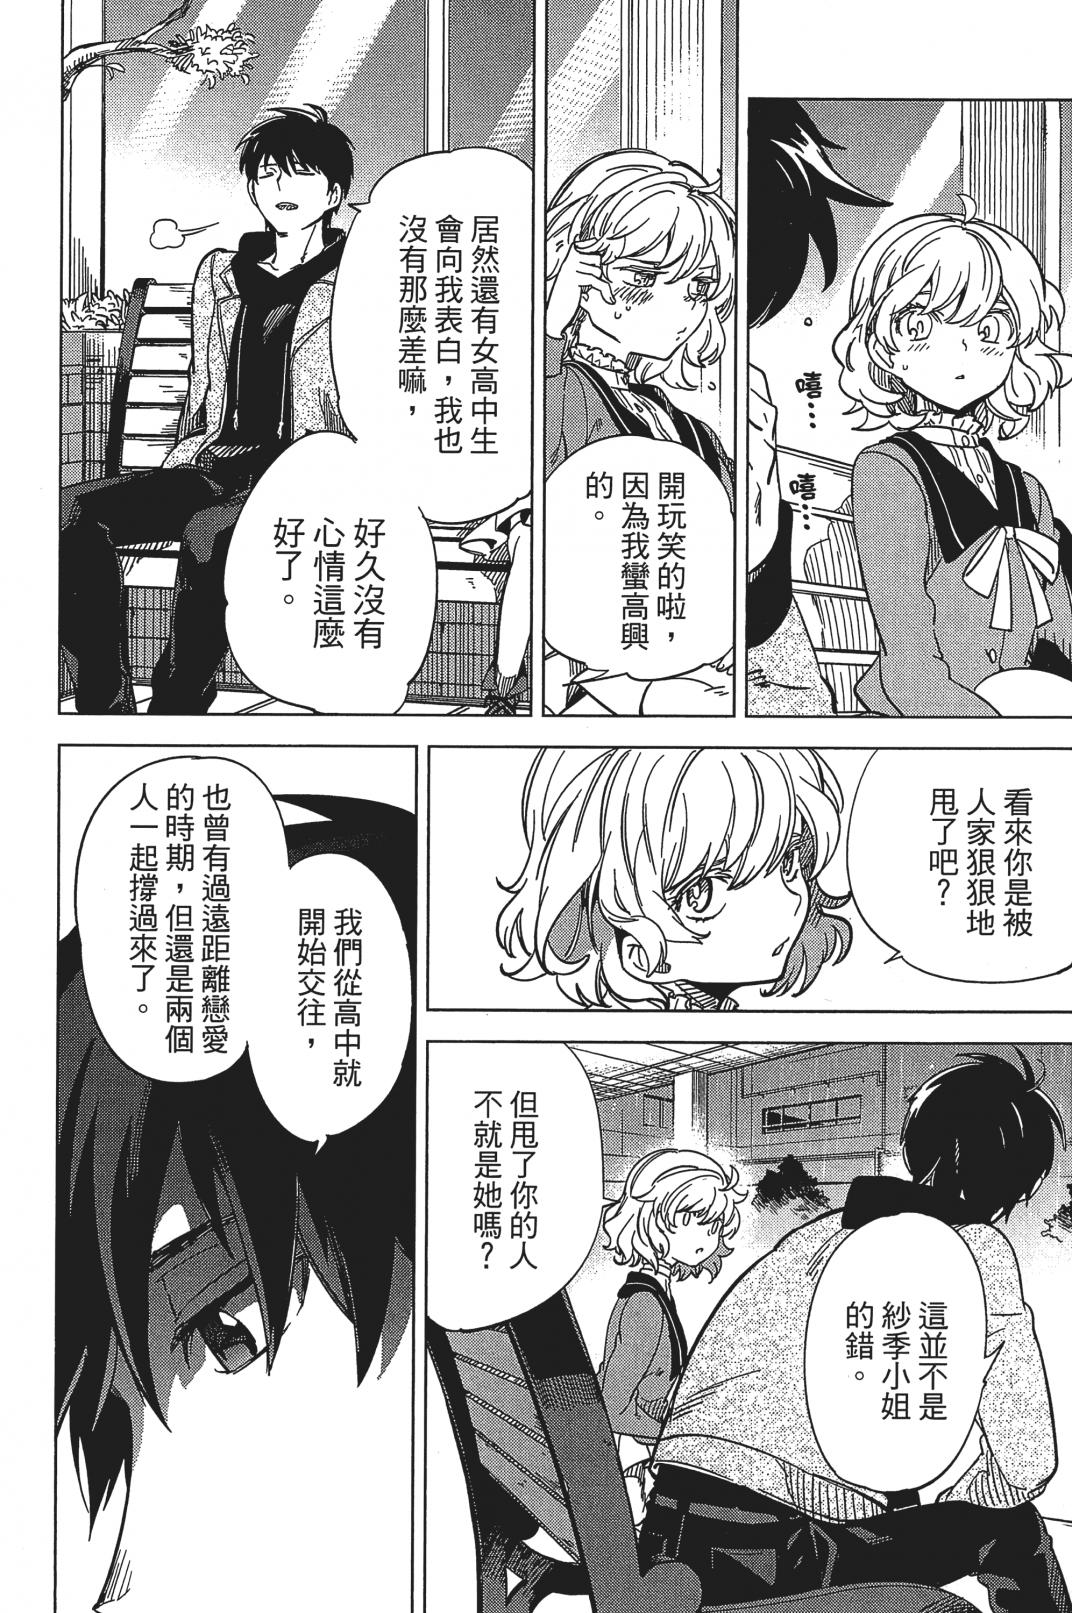 嘻…
嘻…
開玩笑的啦，
因為我蠻高興
的。
居然還有女高中生
會向我表白，我也
沒有那麼差嘛，
好久沒有
心情這麼
好了。
看來你是被
人家狠狠地
甩了吧？
這並不是
紗季小姐
的錯。
但甩了你的人
不就是她嗎？
我們從高中就
開始交往，
也曾有過遠距離戀愛
的時期，但還是兩個
人一起撐過來了。